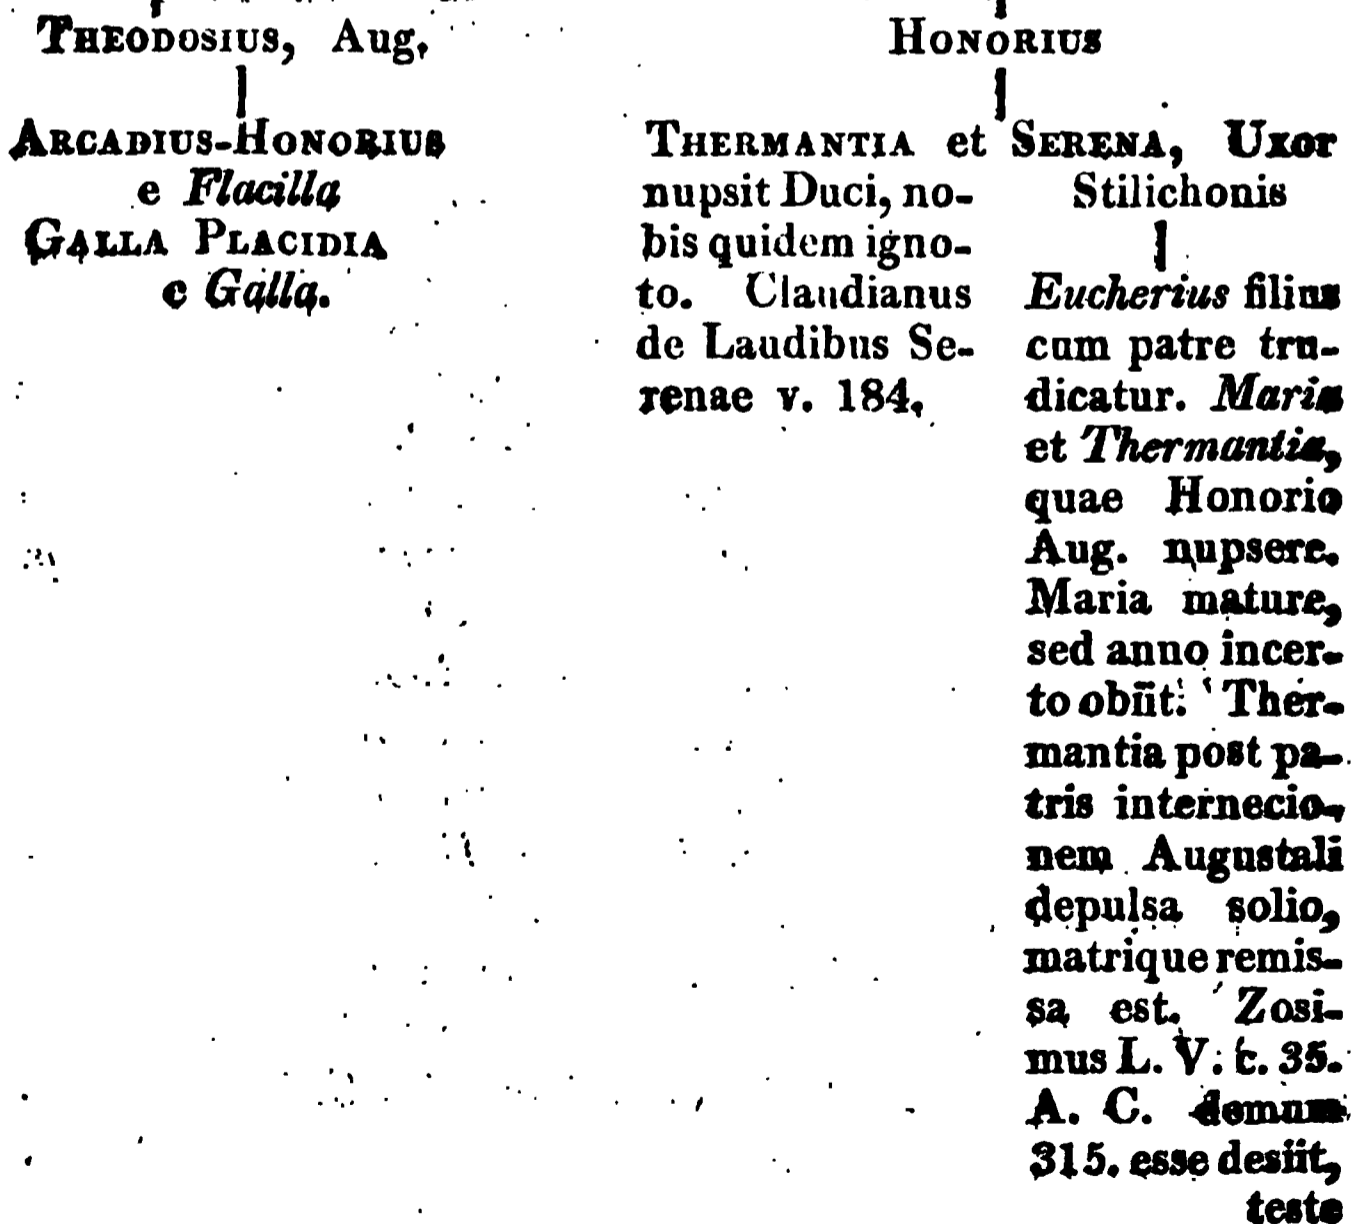 THEODOSIUS, Aug.
ARCADIUS-HONORIUS
e Flacilla
GALLA PLACIDIA
e Galla.
HONORIUS
THERMANTIA et SERENA, Uxor
nupsit Duci, no-
bis quidem igno-
to. Claudianus
de Laudibus Se-
renae v. 184.
Stilichonis
Eucherius filius
cum patre tru-
dicatur. Maria
et Thermantia,
quae Honorio
Aug. nupsere.
Maria mature,
sed anno incer-
to obiit. Ther-
mantia post pa-
tris internecio-
nem Augustali
depulsa solio,
matrique remis-
sa est. Zosi-
mus L. V. c. 35.
A. C. demum
315. esse desiit,
teste